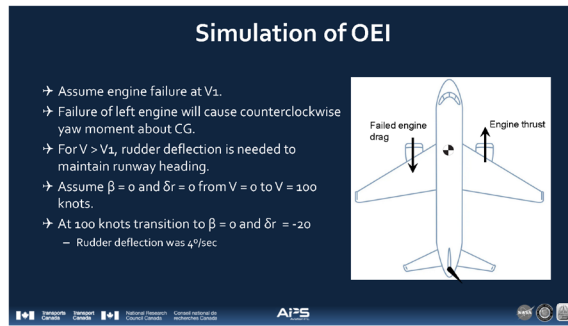 Simulation of OEI
Assume engine failure at V1.
Failure of left engine will cause counterclockwise
yaw moment about CG.
For V > V1, rudder deflection is needed to
maintain runway heading.
Assume β = 0 and δr = 0 from V = 0 to V = 100
knots.
At 100 knots transition to β = 0 and δr = -20
– Rudder deflection was 4º/sec
Failed engine
drag
Engine thrust
Transports
Canada
Transport
Canada
National Research
Council Canada
Conseil national de
recherches Canada
AIPS
NASA